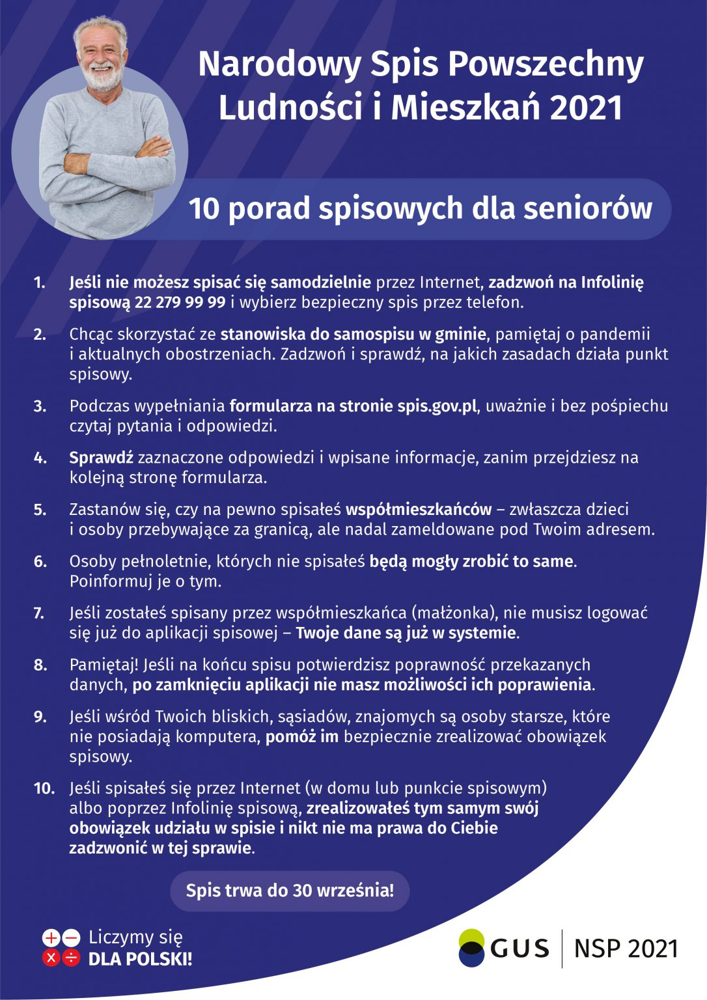 Narodowy Spis Powszechny
Ludności i Mieszkań 2021
10 porad spisowych dla seniorów
1. Jeśli nie możesz spisać się samodzielnie przez Internet, zadzwoń na Infolinię
spisową 22 279 99 99 i wybierz bezpieczny spis przez telefon.
2. Chcąc skorzystać ze stanowiska do samospisu w gminie, pamiętaj o pandemii
i aktualnych obostrzeniach. Zadzwoń i sprawdź, na jakich zasadach działa punkt
spisowy.
3. Podczas wypełniania formularza na stronie spis.gov.pl, uważnie i bez pośpiechu
czytaj pytania i odpowiedzi.
4. Sprawdź zaznaczone odpowiedzi i wpisane informacje, zanim przejdziesz na
kolejną stronę formularza.
5. Zastanów się, czy na pewno spisałeś współmieszkańców – zwłaszcza dzieci
i osoby przebywające za granicą, ale nadal zameldowane pod Twoim adresem.
6. Osoby pełnoletnie, których nie spisałeś będą mogły zrobić to same.
Poinformuj je o tym.
7. Jeśli zostałeś spisany przez współmieszkańca (małżonka), nie musisz logować
się już do aplikacji spisowej – Twoje dane są już w systemie.
8. Pamiętaj! Jeśli na końcu spisu potwierdzisz poprawność przekazanych
danych, po zamknięciu aplikacji nie masz możliwości ich poprawienia.
9. Jeśli wśród Twoich bliskich, sąsiadów, znajomych są osoby starsze, które
nie posiadają komputera, pomóż im bezpiecznie zrealizować obowiązek
spisowy.
10. Jeśli spisałeś się przez Internet (w domu lub punkcie spisowym)
albo poprzez Infolinię spisową, zrealizowałeś tym samym swój
obowiązek udziału w spisie i nikt nie ma prawa do Ciebie
zadzwonić w tej sprawie.
Spis trwa do 30 września!
Liczymy się
DLA POLSKI!
GUS | NSP 2021